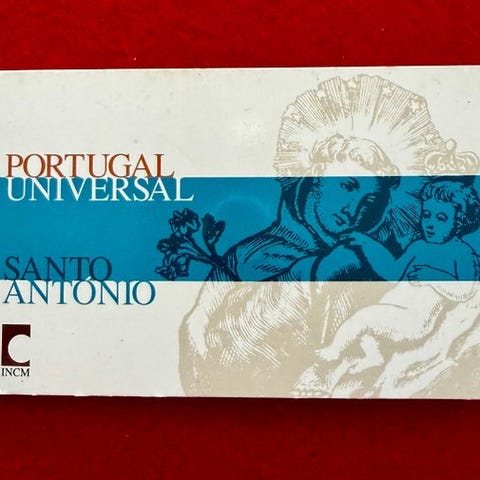 PORTUGAL
UNIVERSAL
SANTO
ANTÓNIO
INCM